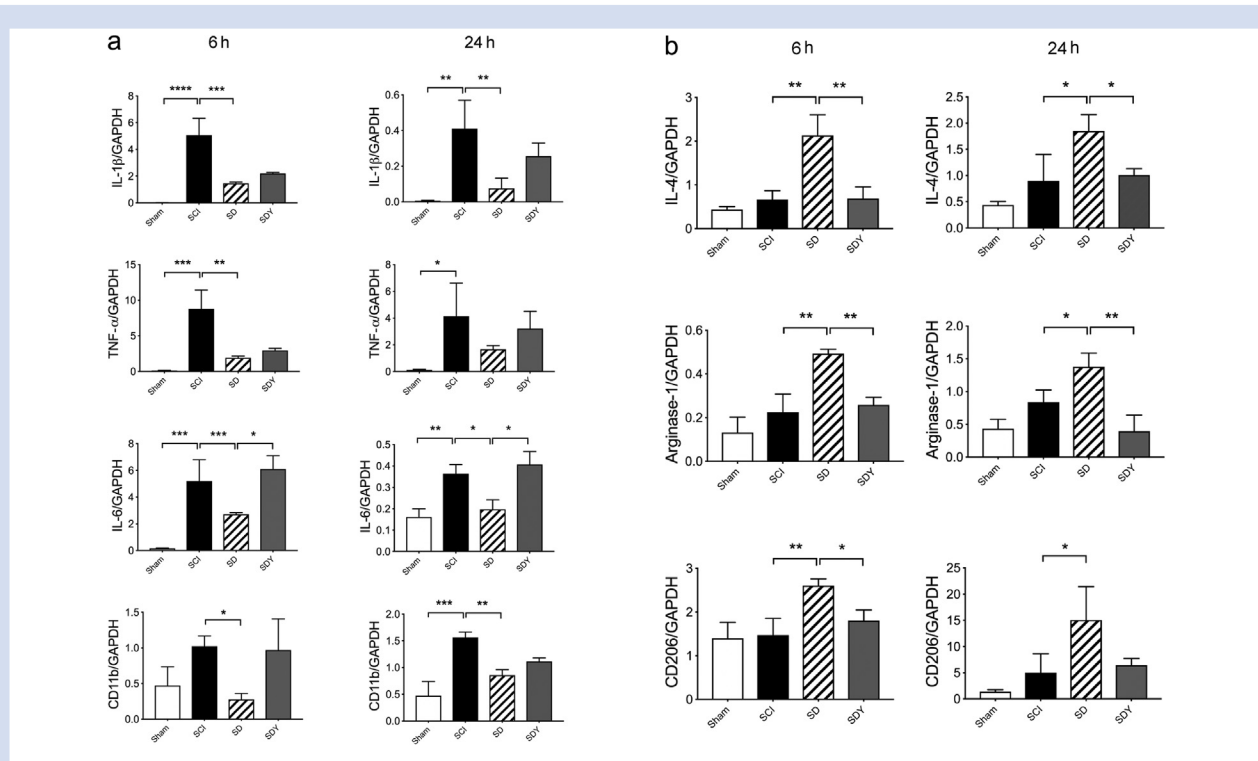 a
6 h
24 h
**** ***
IL-1β/GAPDH
8
6
4
2
0
Sham SCI SD SDY
** **
IL-1β/GAPDH
0.6
0.4
0.2
0.0
Sham SCI SD SDY
*** **
TNF-α/GAPDH
15
10
5
0
Sham SCI SD SDY
*
TNF-α/GAPDH
8
6
4
2
0
Sham SCI SD SDY
*** *** *
IL-6/GAPDH
8
6
4
2
0
Sham SCI SD SDY
** * *
IL-6/GAPDH
0.5
0.4
0.3
0.2
0.1
0.0
Sham SCI SD SDY
*
CD11b/GAPDH
1.5
1.0
0.5
0.0
Sham SCI SD SDY
*** **
CD11b/GAPDH
2.0
1.5
1.0
0.5
0.0
Sham SCI SD SDY
b
6 h
24 h
** **
IL-4/GAPDH
3
2
1
0
Sham SCI SD SDY
* *
IL-4/GAPDH
2.5
2.0
1.5
1.0
0.5
0
Sham SCI SD SDY
** **
Arginase-1/GAPDH
0.6
0.4
0.2
0.0
Sham SCI SD SDY
* **
Arginase-1/GAPDH
2.0
1.5
1.0
0.5
0.0
Sham SCI SD SDY
** *
CD206/GAPDH
3
2
1
0
Sham SCI SD SDY
*
CD206/GAPDH
25
20
15
10
5
0
Sham SCI SD SDY